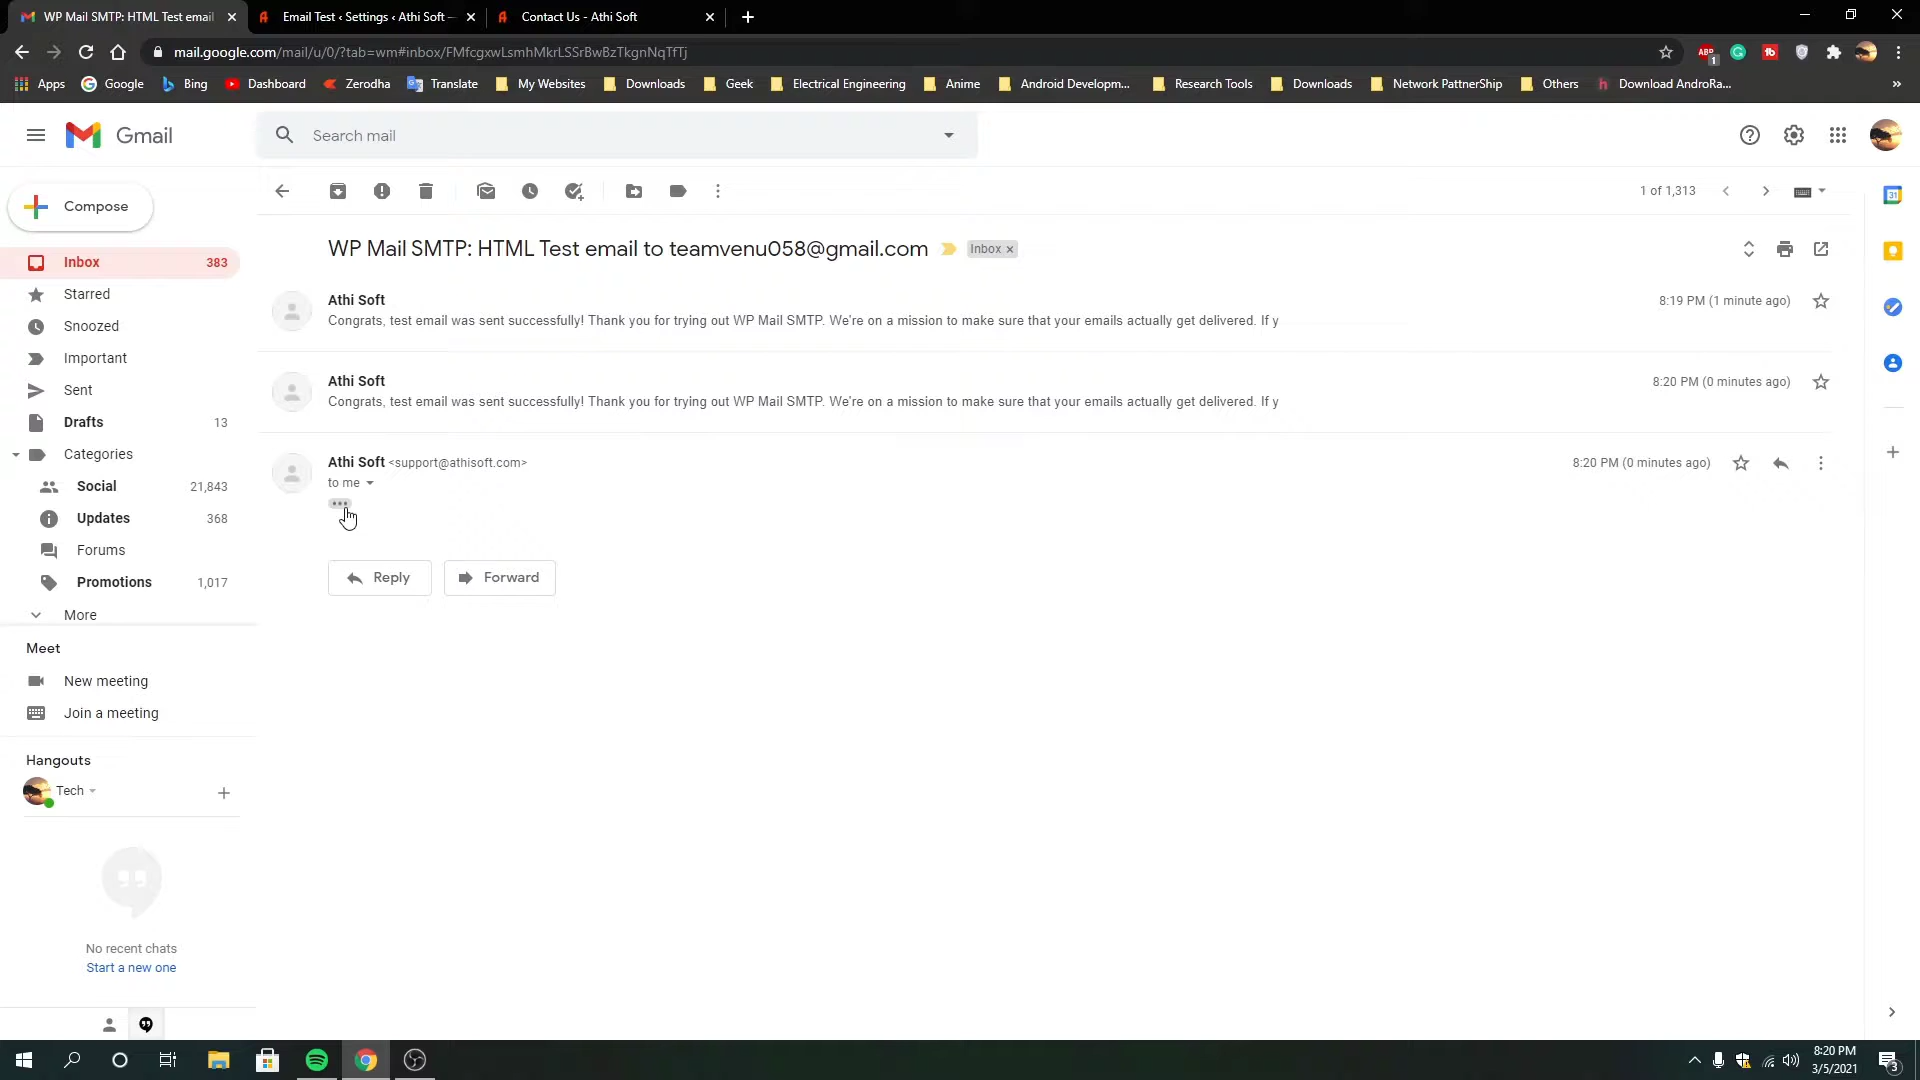 WP Mail SMTP: HTML Test email
Email Test ‹ Settings ‹ Athi Soft —
Contact Us - Athi Soft
mail.google.com/mail/u/0/?tab=wm#inbox/FMfcgxwLsmhMkrLSSrBwBzTkgnNqTfTj
ABP
1
Apps
Google
Bing
Dashboard
Zerodha
Translate
My Websites
Downloads
Geek
Electrical Engineering
Anime
Android Developm...
Research Tools
Downloads
Network PattnerShip
Others
Download AndroRa...
»
Gmail
Search mail
1 of 1,313
Compose
WP Mail SMTP: HTML Test email to teamvenu058@gmail.com
Inbox ×
Inbox 383
Starred
Snoozed
Important
Sent
Drafts 13
Categories
Social 21,843
Updates 368
Forums
Promotions 1,017
More
Athi Soft
8:19 PM (1 minute ago)
Congrats, test email was sent successfully! Thank you for trying out WP Mail SMTP. We're on a mission to make sure that your emails actually get delivered. If y
Athi Soft
8:20 PM (0 minutes ago)
Congrats, test email was sent successfully! Thank you for trying out WP Mail SMTP. We're on a mission to make sure that your emails actually get delivered. If y
Athi Soft <support@athisoft.com>
8:20 PM (0 minutes ago)
to me
Reply
Forward
Meet
New meeting
Join a meeting
Hangouts
Tech
No recent chats
Start a new one
31
8:20 PM
3/5/2021
3